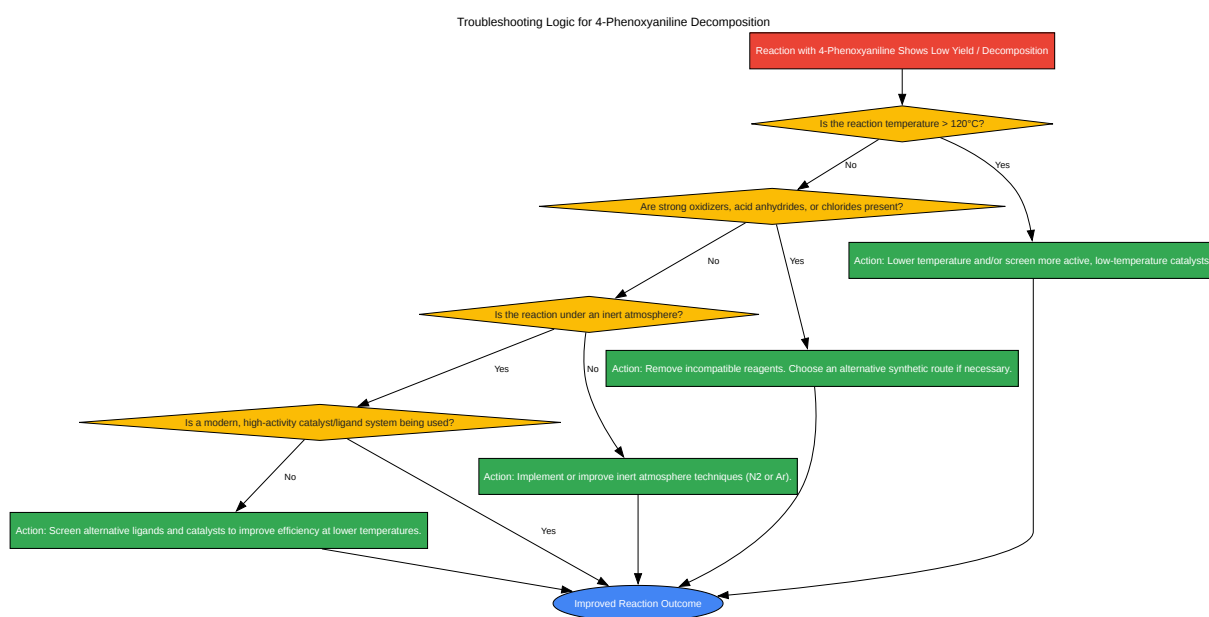 Troubleshooting Logic for 4-Phenoxyaniline Decomposition
Reaction with 4-Phenoxyaniline Shows Low Yield / Decomposition
Is the reaction temperature > 120°C?
No
Yes
Are strong oxidizers, acid anhydrides, or chlorides present?
No
Yes
Action: Lower temperature and/or screen more active, low-temperature catalysts
Is the reaction under an inert atmosphere?
Yes
No
Action: Remove incompatible reagents. Choose an alternative synthetic route if necessary.
Is a modern, high-activity catalyst/ligand system being used?
No
Yes
Action: Implement or improve inert atmosphere techniques (N2 or Ar).
Action: Screen alternative ligands and catalysts to improve efficiency at lower temperatures.
Improved Reaction Outcome